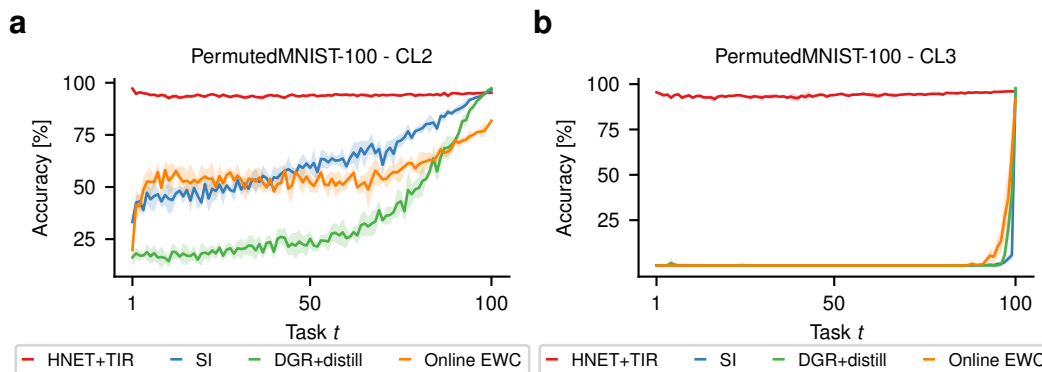 a
PermutedMNIST-100 - CL2
100
75
50
25
Accuracy [%]
1
50
100
Task t
HNET+TIR SI DGR+distill Online EWC
b
PermutedMNIST-100 - CL3
100
75
50
25
Accuracy [%]
1
50
100
Task t
HNET+TIR SI DGR+distill Online EWC